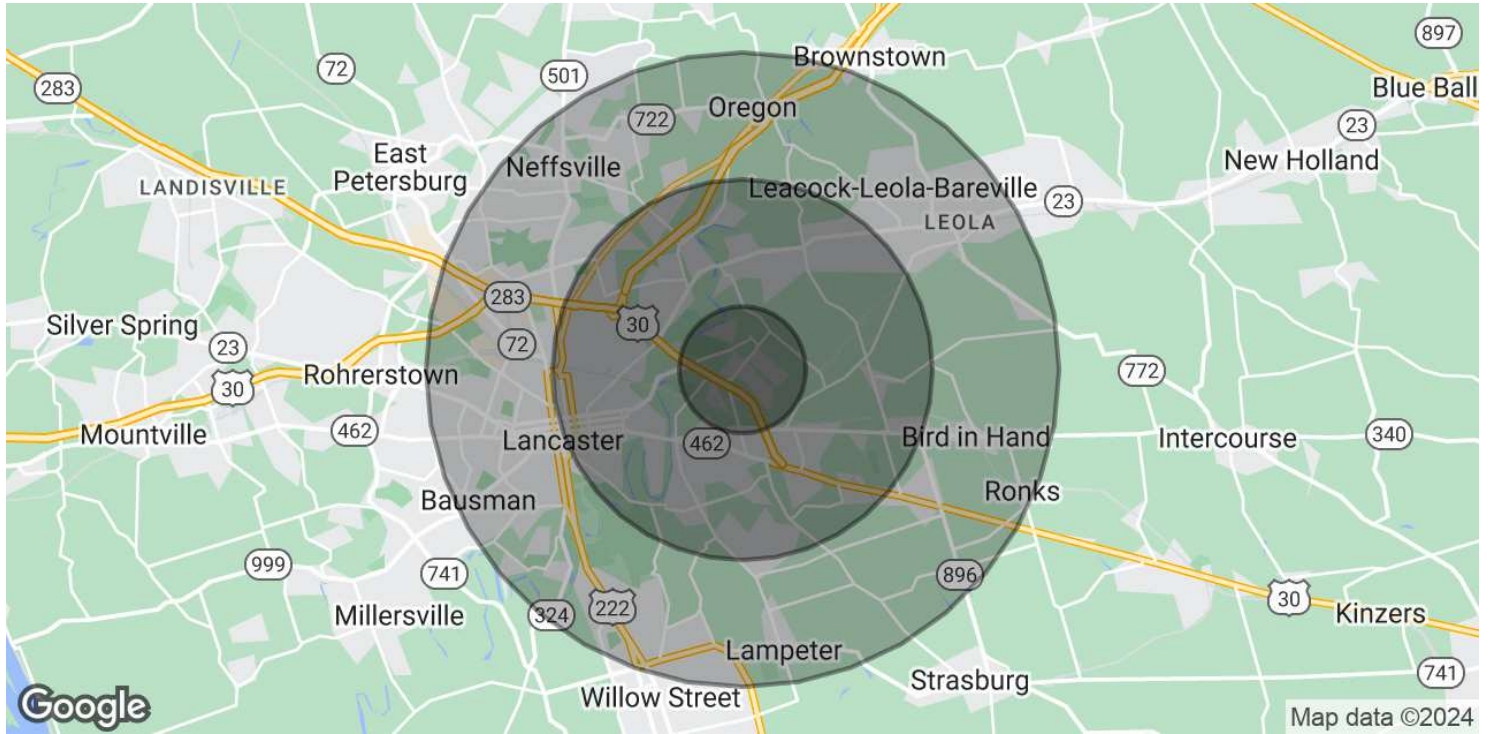 897
Brownstown
72
501
283
Blue Ball
Oregon
722
23
East
Petersburg
Neffsville
New Holland
LANDISVILLE
Leacock-Leola-Bareville
23
LEOLA
283
Silver Spring
30
23
72
Rohrerstown
772
30
462
Mountville
Lancaster
462
Bird in Hand
Intercourse
340
Bausman
Ronks
999
741
896
Millersville
324
222
30
Kinzers
Lampeter
Strasburg
741
Willow Street
Google
Map data ©2024